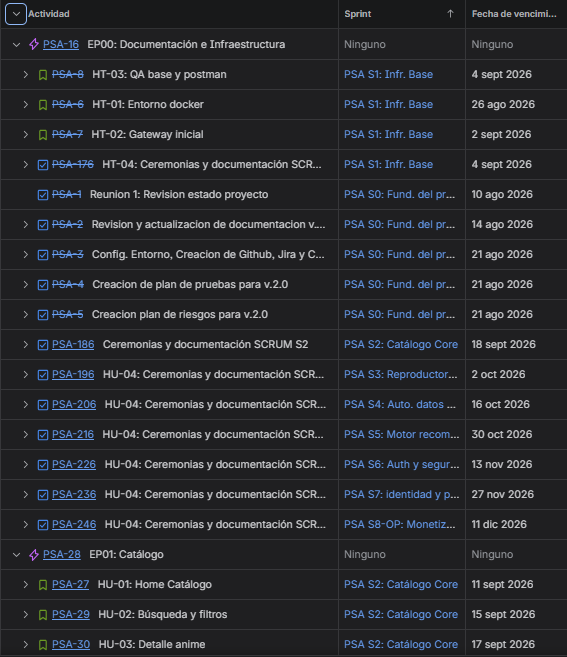 Actividad Sprint ↑ Fecha de vencimi...
PSA-16 EP00: Documentación e Infraestructura Ninguno Ninguno
PSA-8 HT-03: QA base y postman PSA S1: Infr. Base 4 sept 2026
PSA-6 HT-01: Entorno docker PSA S1: Infr. Base 26 ago 2026
PSA-7 HT-02: Gateway inicial PSA S1: Infr. Base 2 sept 2026
PSA-176 HT-04: Ceremonias y documentación SCR... PSA S1: Infr. Base 4 sept 2026
PSA-1 Reunion 1: Revision estado proyecto PSA S0: Fund. del pr... 10 ago 2026
PSA-2 Revision y actualizacion de documentacion v.... PSA S0: Fund. del pr... 14 ago 2026
PSA-3 Config. Entorno, Creacion de Github, Jira y C... PSA S0: Fund. del pr... 21 ago 2026
PSA-4 Creacion de plan de pruebas para v.2.0 PSA S0: Fund. del pr... 21 ago 2026
PSA-5 Creacion plan de riesgos para v.2.0 PSA S0: Fund. del pr... 21 ago 2026
PSA-186 Ceremonias y documentación SCRUM S2 PSA S2: Catálogo Core 18 sept 2026
PSA-196 HU-04: Ceremonias y documentación SCR... PSA S3: Reproductor... 2 oct 2026
PSA-206 HU-04: Ceremonias y documentación SCR... PSA S4: Auto. datos ... 16 oct 2026
PSA-216 HU-04: Ceremonias y documentación SCR... PSA S5: Motor recom... 30 oct 2026
PSA-226 HU-04: Ceremonias y documentación SCR... PSA S6: Auth y segur... 13 nov 2026
PSA-236 HU-04: Ceremonias y documentación SCR... PSA S7: identidad y p... 27 nov 2026
PSA-246 HU-04: Ceremonias y documentación SCR... PSA S8-OP: Monetiz... 11 dic 2026
PSA-28 EP01: Catálogo Ninguno Ninguno
PSA-27 HU-01: Home Catálogo PSA S2: Catálogo Core 11 sept 2026
PSA-29 HU-02: Búsqueda y filtros PSA S2: Catálogo Core 15 sept 2026
PSA-30 HU-03: Detalle anime PSA S2: Catálogo Core 17 sept 2026